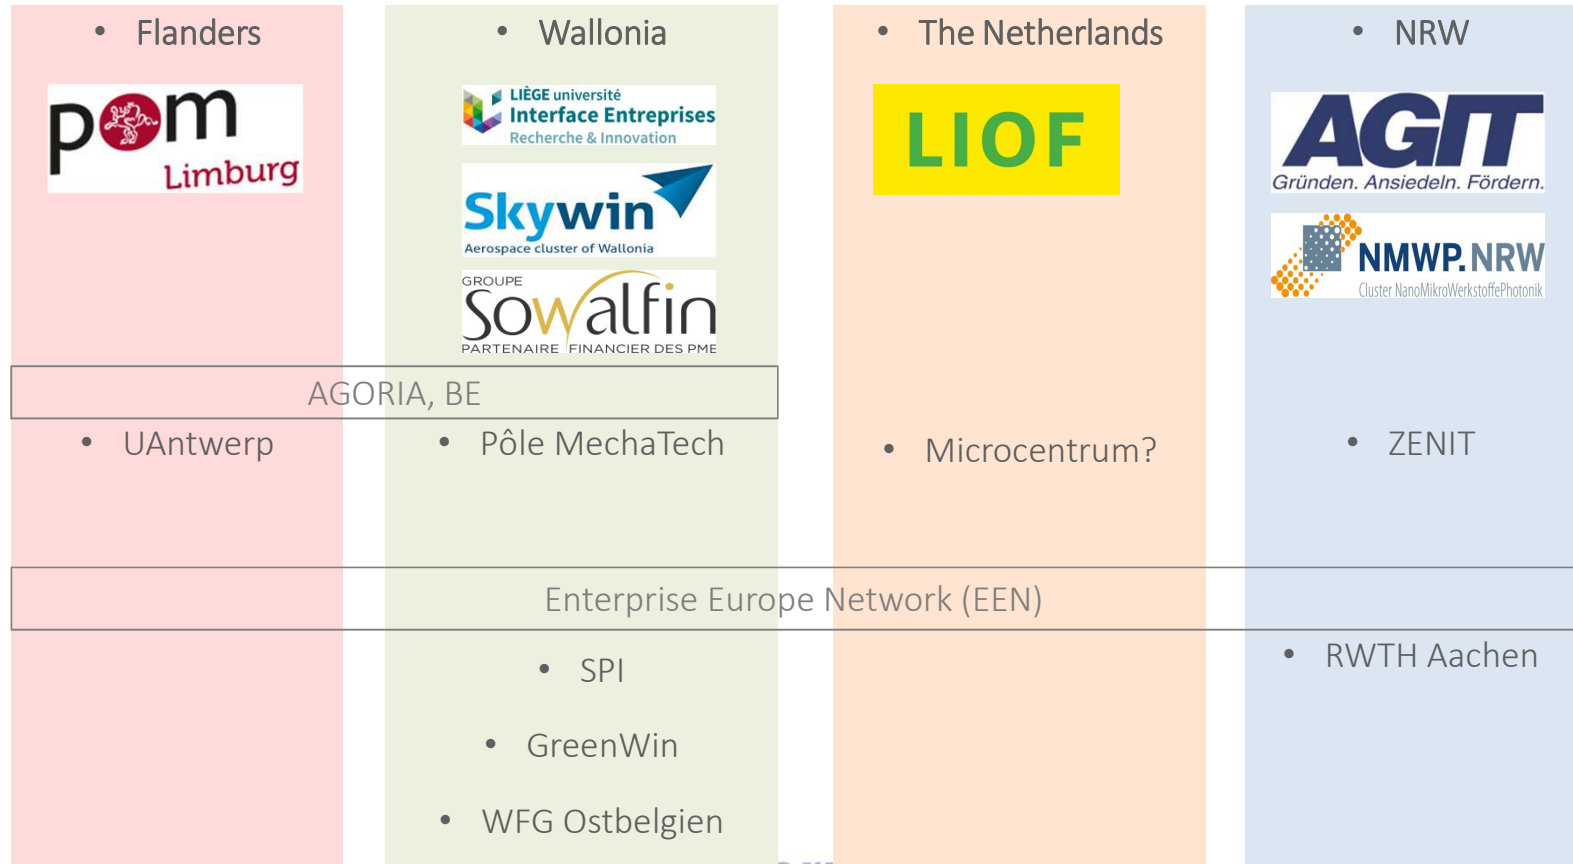 • Flanders
pom
Limburg
• Wallonia
LIÈGE université
Interface Entreprises
Recherche & Innovation
Skywin
Aerospace cluster of Wallonia
GROUPE
Sowalfin
PARTENAIRE FINANCIER DES PME
• The Netherlands
LIOF
• NRW
AGIT
Gründen. Ansiedeln. Fördern.
NMWP.NRW
Cluster NanoMikroWerkstoffePhotonik
AGORIA, BE
• UAntwerp
• Pôle MechaTech
• Microcentrum?
• ZENIT
Enterprise Europe Network (EEN)
• SPI
• GreenWin
• WFG Ostbelgien
• RWTH Aachen